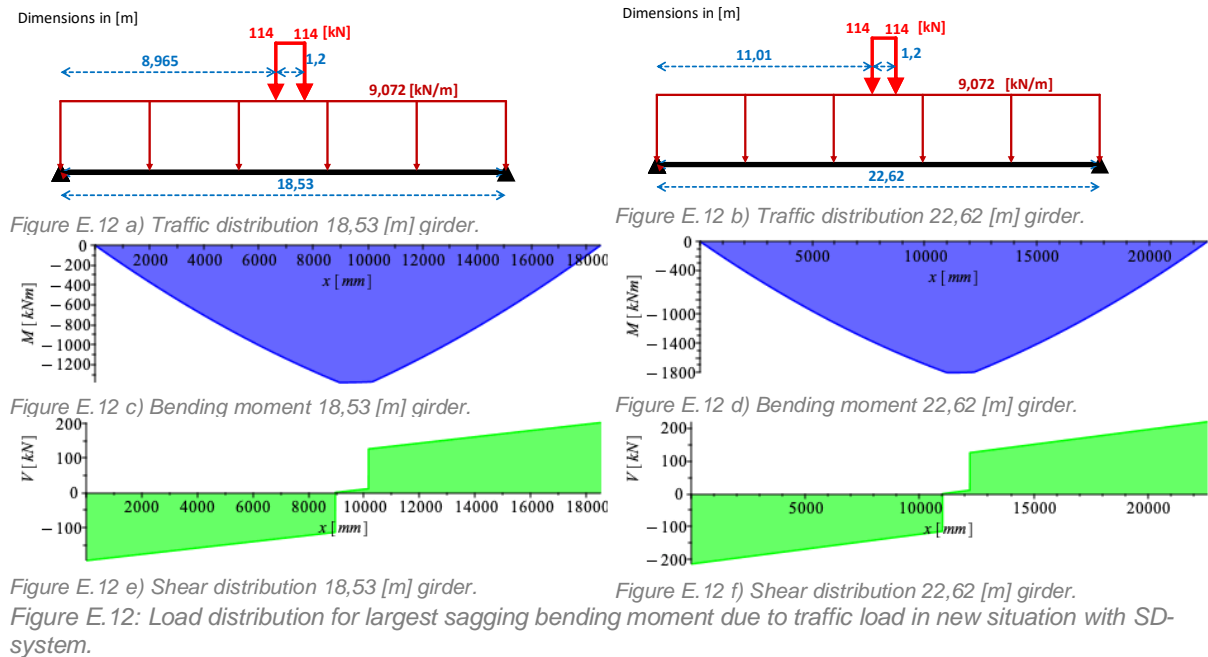 Dimensions in [m]
114 114 [kN]
8,965 1,2
9,072 [kN/m]
18,53
Figure E.12 a) Traffic distribution 18,53 [m] girder.
Dimensions in [m]
114 114 [kN]
11,01 1,2
9,072 [kN/m]
22,62
Figure E.12 b) Traffic distribution 22,62 [m] girder.
0 2000 4000 6000 8000 10000 12000 14000 16000 18000
x [mm]
M [kNm]
−200
−400
−600
−800
−1000
−1200
Figure E.12 c) Bending moment 18,53 [m] girder.
0 5000 10000 15000 20000
x [mm]
M [kNm]
−400
−1000
−1400
−1800
Figure E.12 d) Bending moment 22,62 [m] girder.
200
100
0
−100
V [kN]
2000 4000 6000 8000 10000 12000 14000 16000 18000
x [mm]
Figure E.12 e) Shear distribution 18,53 [m] girder.
200
100
0
−100
−200
V [kN]
5000 10000 15000 20000
x [mm]
Figure E.12 f) Shear distribution 22,62 [m] girder.
Figure E.12: Load distribution for largest sagging bending moment due to traffic load in new situation with SD-
system.